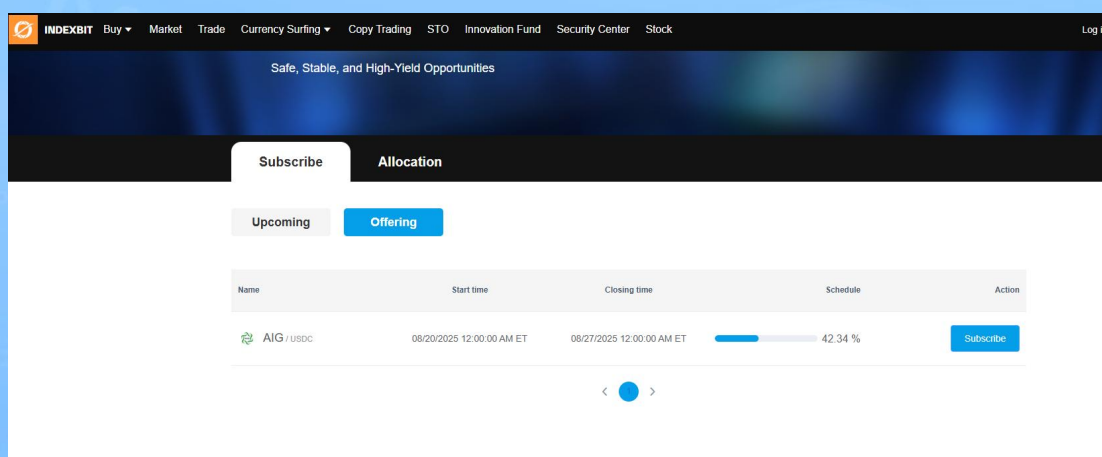 INDEXBIT Buy Market Trade Currency Surfing Copy Trading STO Innovation Fund Security Center Stock Log i
Safe, Stable, and High-Yield Opportunities
Subscribe Allocation
Upcoming Offering
Name Start time Closing time Schedule Action
AIG / USDC 08/20/2025 12:00:00 AM ET 08/27/2025 12:00:00 AM ET 42.34 % Subscribe